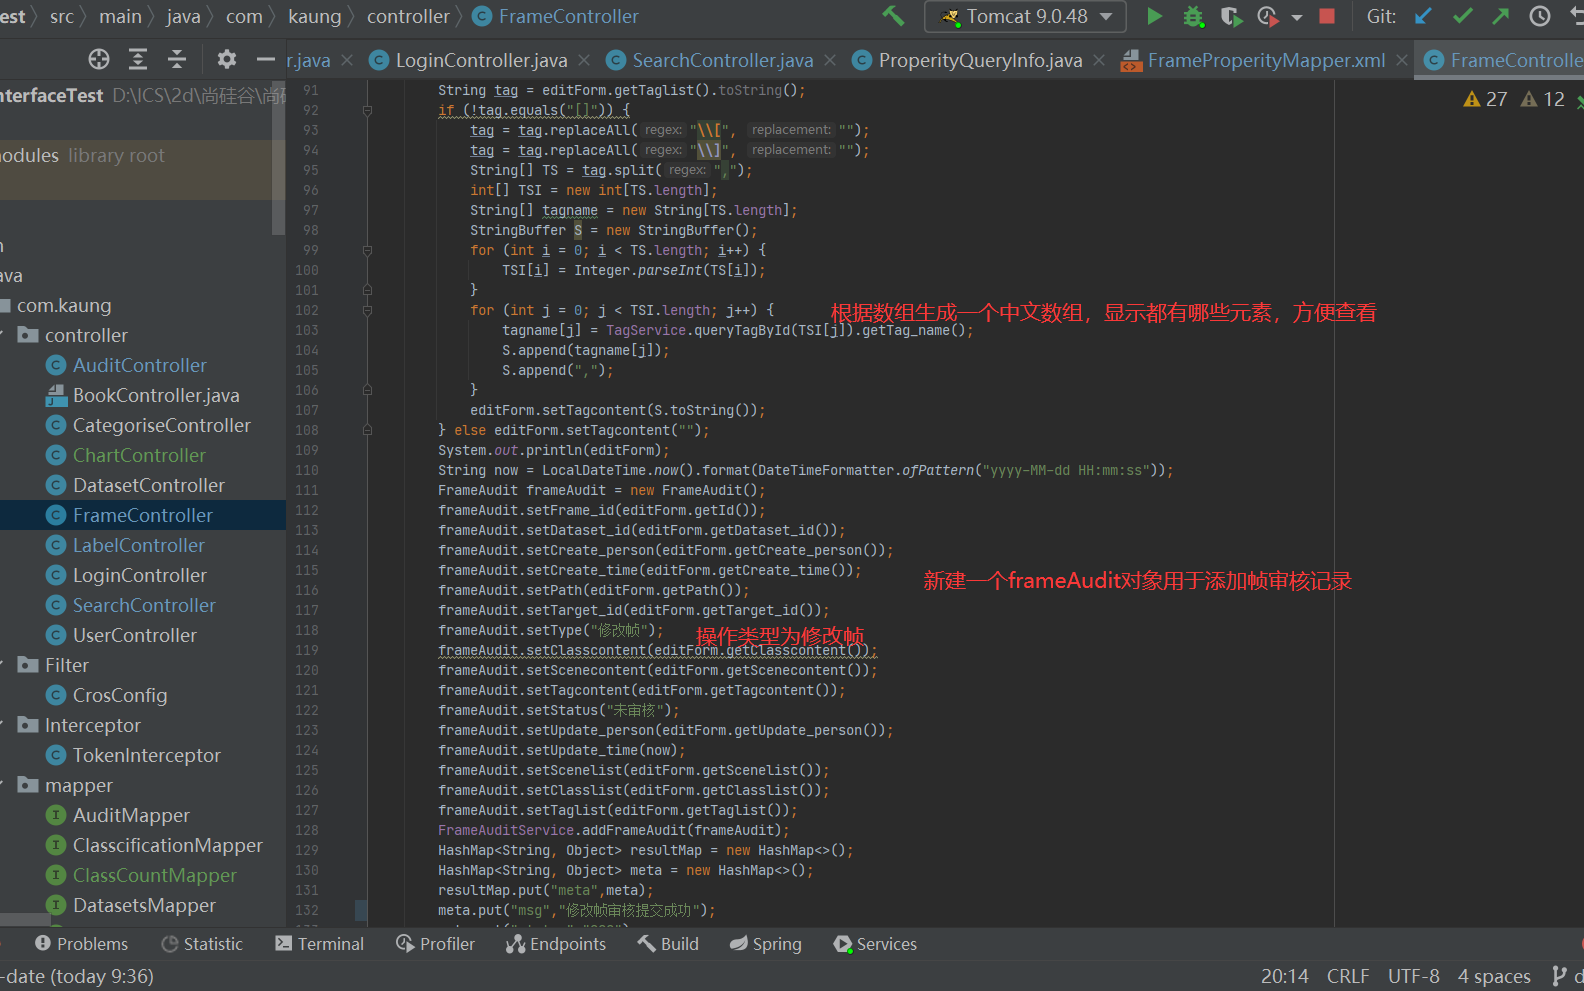 est 〉 src 〉 main 〉 java 〉 com 〉 kaung 〉 controller 〉 FrameController
Tomcat 9.0.48
Git:
r.java
LoginController.java
SearchController.java
ProperityQueryInfo.java
FrameProperityMapper.xml
FrameControlle
nterfaceTest D:\ICS\2d\尚硅谷\尚硅
odules library root
ava
com.kaung
controller
AuditController
BookController.java
CategoriseController
ChartController
DatasetController
FrameController
LabelController
LoginController
SearchController
UserController
Filter
CrosConfig
Interceptor
TokenInterceptor
mapper
AuditMapper
ClasscificationMapper
ClassCountMapper
DatasetsMapper
27 12
91 String tag = editForm.getTaglist().toString();
92 if (!tag.equals("[]")) {
93 tag = tag.replaceAll( regex: "\\[", replacement: "");
94 tag = tag.replaceAll( regex: "\\]", replacement: "");
95 String[] TS = tag.split( regex: ",");
96 int[] TSI = new int[TS.length];
97 String[] tagname = new String[TS.length];
98 StringBuffer S = new StringBuffer();
99 for (int i = 0; i < TS.length; i++) {
100 TSI[i] = Integer.parseInt(TS[i]);
101 }
102 for (int j = 0; j < TSI.length; j++) {
根据数组生成一个中文数组，显示都有哪些元素，方便查看
103 tagname[j] = TagService.queryTagById(TSI[j]).getTag_name();
104 S.append(tagname[j]);
105 S.append(",");
106 }
107 editForm.setTagcontent(S.toString());
108 } else editForm.setTagcontent("");
109 System.out.println(editForm);
110 String now = LocalDateTime.now().format(DateTimeFormatter.ofPattern("yyyy-MM-dd HH:mm:ss"));
111 FrameAudit frameAudit = new FrameAudit();
112 frameAudit.setFrame_id(editForm.getId());
113 frameAudit.setDataset_id(editForm.getDataset_id());
114 frameAudit.setCreate_person(editForm.getCreate_person());
115 frameAudit.setCreate_time(editForm.getCreate_time());
新建一个frameAudit对象用于添加帧审核记录
116 frameAudit.setPath(editForm.getPath());
117 frameAudit.setTarget_id(editForm.getTarget_id());
118 frameAudit.setType("修改帧");
操作类型为修改帧
119 frameAudit.setClasscontent(editForm.getClasscontent());
120 frameAudit.setScenecontent(editForm.getScenecontent());
121 frameAudit.setTagcontent(editForm.getTagcontent());
122 frameAudit.setStatus("未审核");
123 frameAudit.setUpdate_person(editForm.getUpdate_person());
124 frameAudit.setUpdate_time(now);
125 frameAudit.setScenelist(editForm.getScenelist());
126 frameAudit.setClasslist(editForm.getClasslist());
127 frameAudit.setTaglist(editForm.getTaglist());
128 FrameAuditService.addFrameAudit(frameAudit);
129 HashMap<String, Object> resultMap = new HashMap<>();
130 HashMap<String, Object> meta = new HashMap<>();
131 resultMap.put("meta",meta);
132 meta.put("msg","修改帧审核提交成功");
Problems
Statistic
Terminal
Profiler
Endpoints
Build
Spring
Services
-date (today 9:36)
20:14 CRLF UTF-8 4 spaces d